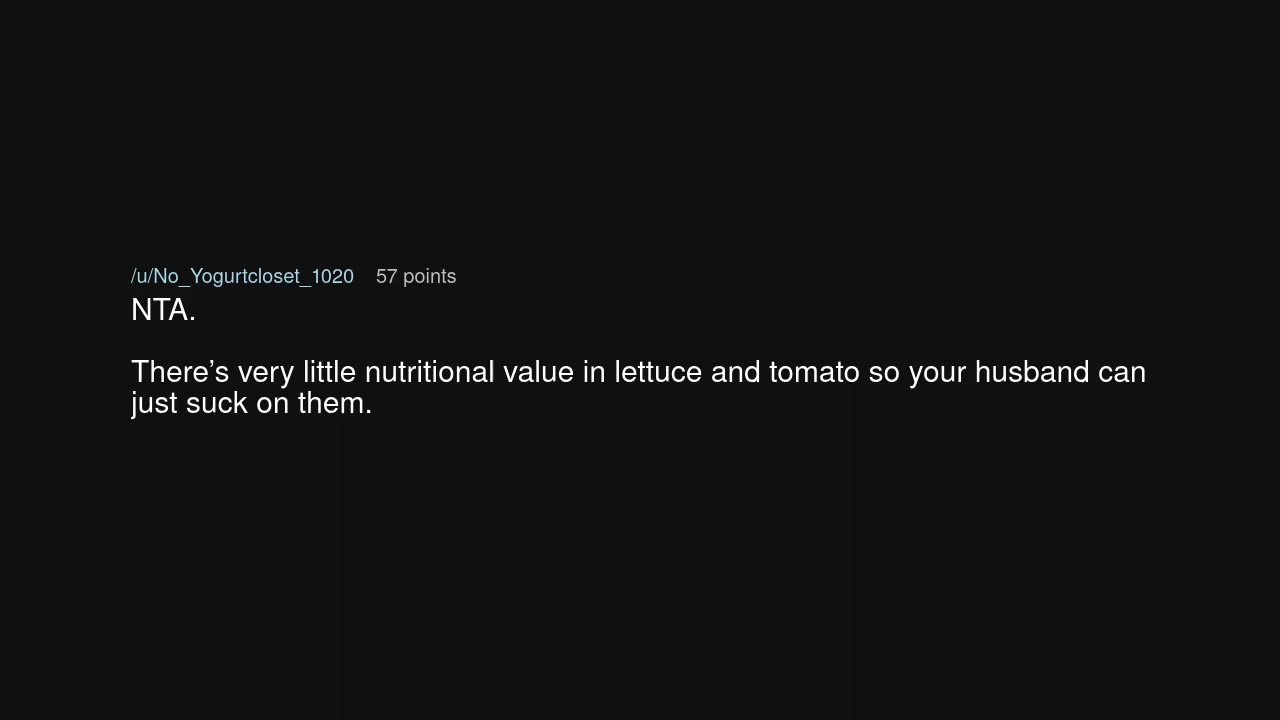 /u/No_Yogurtcloset_1020 57 points
NTA.
There’s very little nutritional value in lettuce and tomato so your husband can
just suck on them.